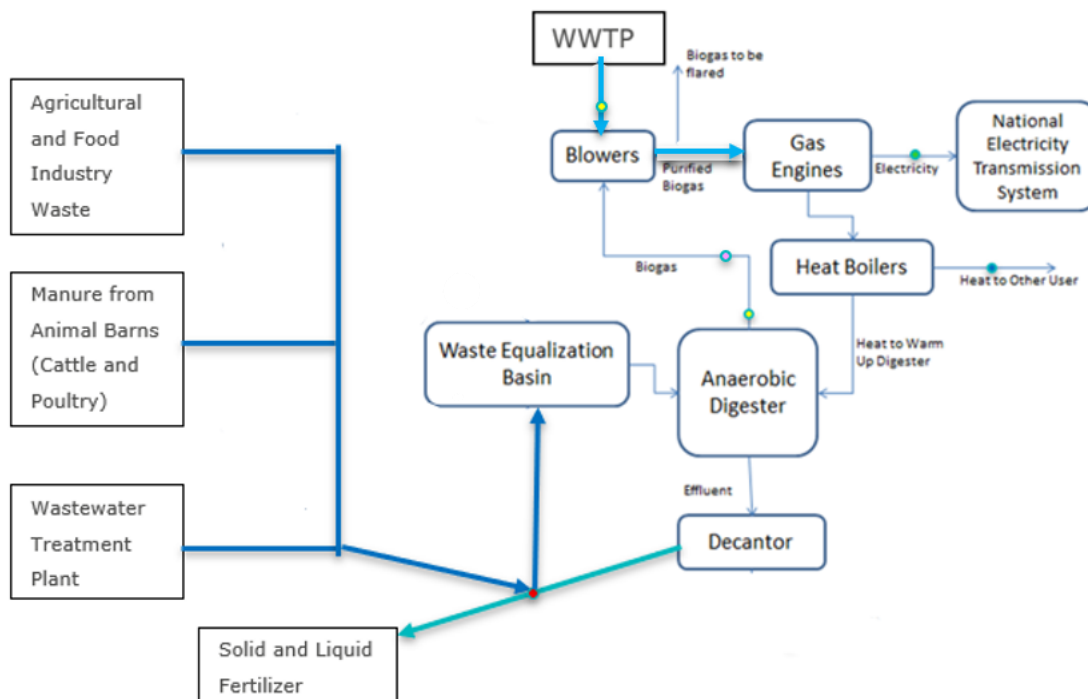 WWTP
Biogas to be
flared
Agricultural
and Food
Industry
Waste
Blowers
Purified
Biogas
Gas
Engines
Electricity
National
Electricity
Transmission
System
Biogas
Heat Boilers
Heat to Other User
Manure from
Animal Barns
(Cattle and
Poultry)
Waste Equalization
Basin
Anaerobic
Digester
Heat to Warm
Up Digester
Effluent
Wastewater
Treatment
Plant
Decantor
Solid and Liquid
Fertilizer